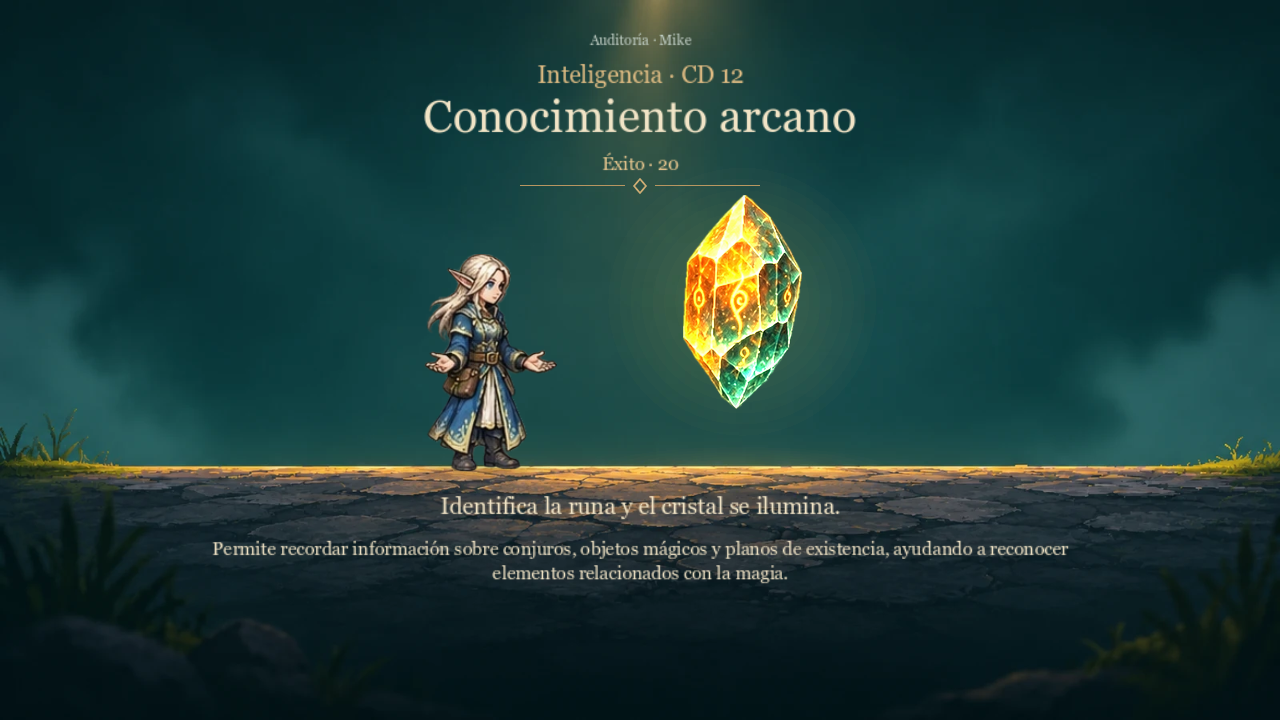 Auditoría · Mike
Inteligencia · CD 12
Conocimiento arcano
Éxito · 20
Identifica la runa y el cristal se ilumina.
Permite recordar información sobre conjuros, objetos mágicos y planos de existencia, ayudando a reconocer
elementos relacionados con la magia.